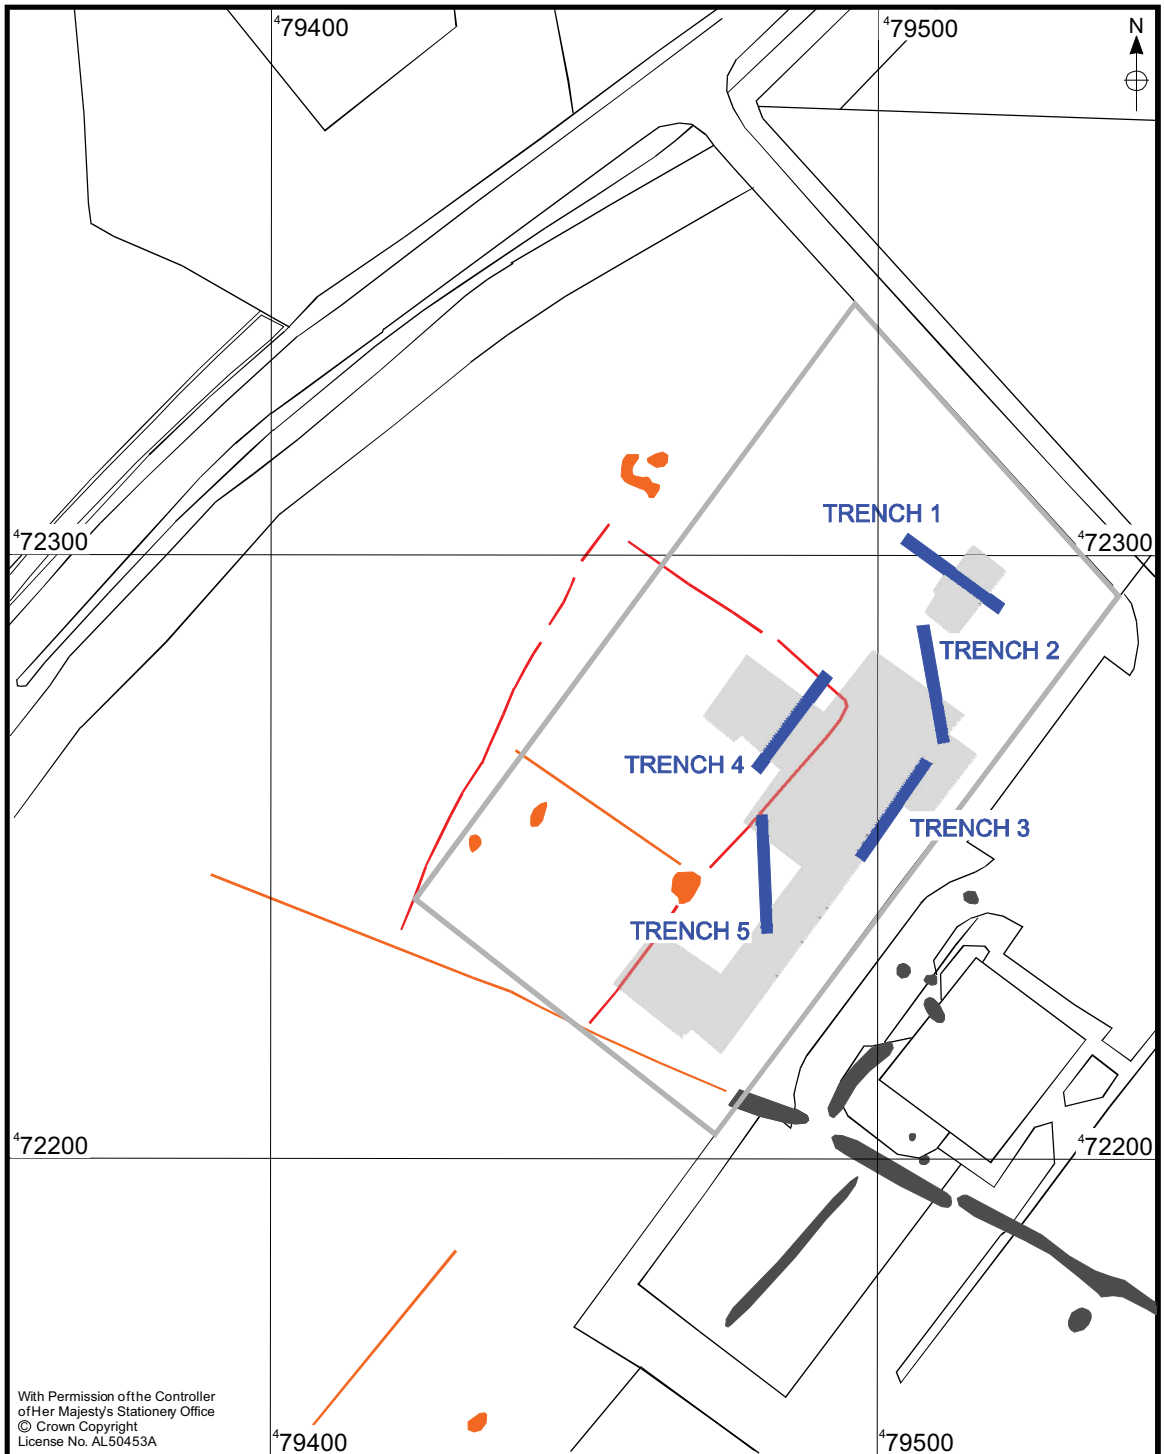 ⁴79400
⁴79500
N
TRENCH 1
⁴72300
⁴72300
TRENCH 2
TRENCH 4
TRENCH 3
TRENCH 5
⁴72200
⁴72200
With Permission of the Controller
of Her Majesty's Stationery Office
© Crown Copyright
License No. AL50453A
⁴79400
⁴79500